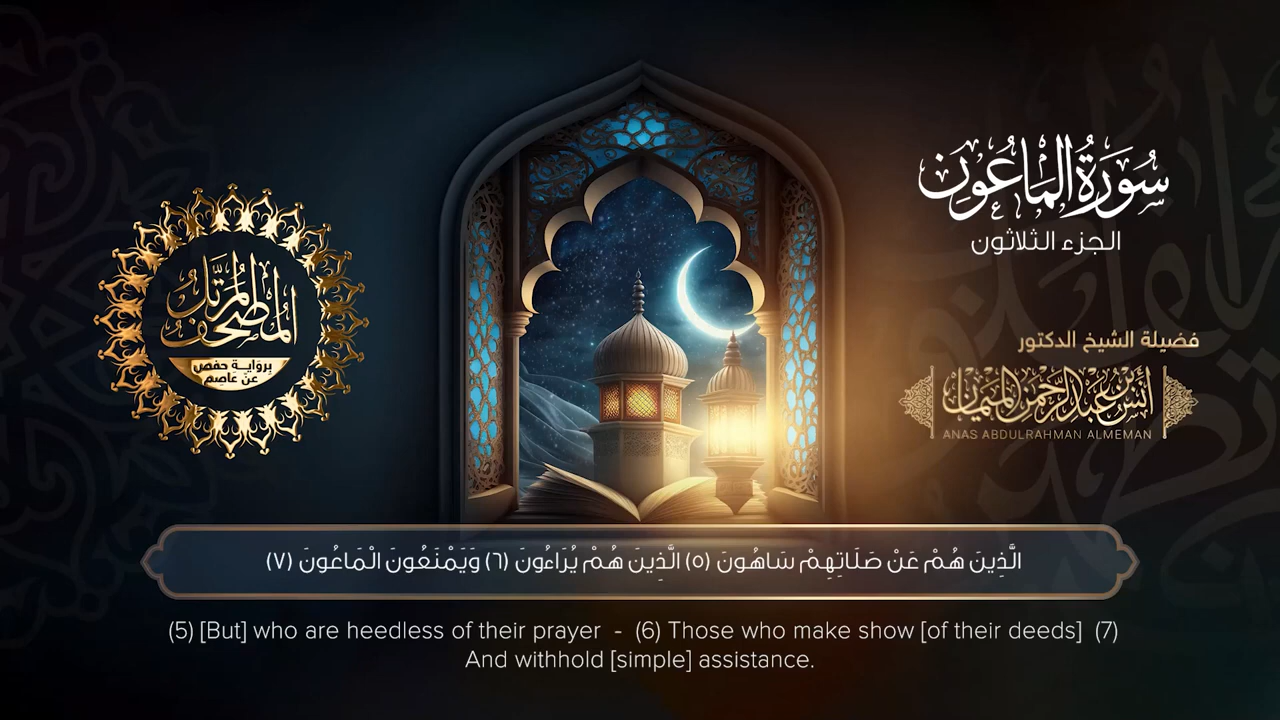 سُورَةُ المَاعُون
الجزء الثلاثون
المصحف المرتل
برواية حفص
عن عاصم
فضيلة الشيخ الدكتور
أنس بن عبدالرحمن الميمان
ANAS ABDULRAHMAN ALMEMAN
الَّذِينَ هُمْ عَنْ صَلَاتِهِمْ سَاهُونَ (٥) الَّذِينَ هُمْ يُرَاءُونَ (٦) وَيَمْنَعُونَ الْمَاعُونَ (٧)
(5) [But] who are heedless of their prayer - (6) Those who make show [of their deeds] (7)
And withhold [simple] assistance.